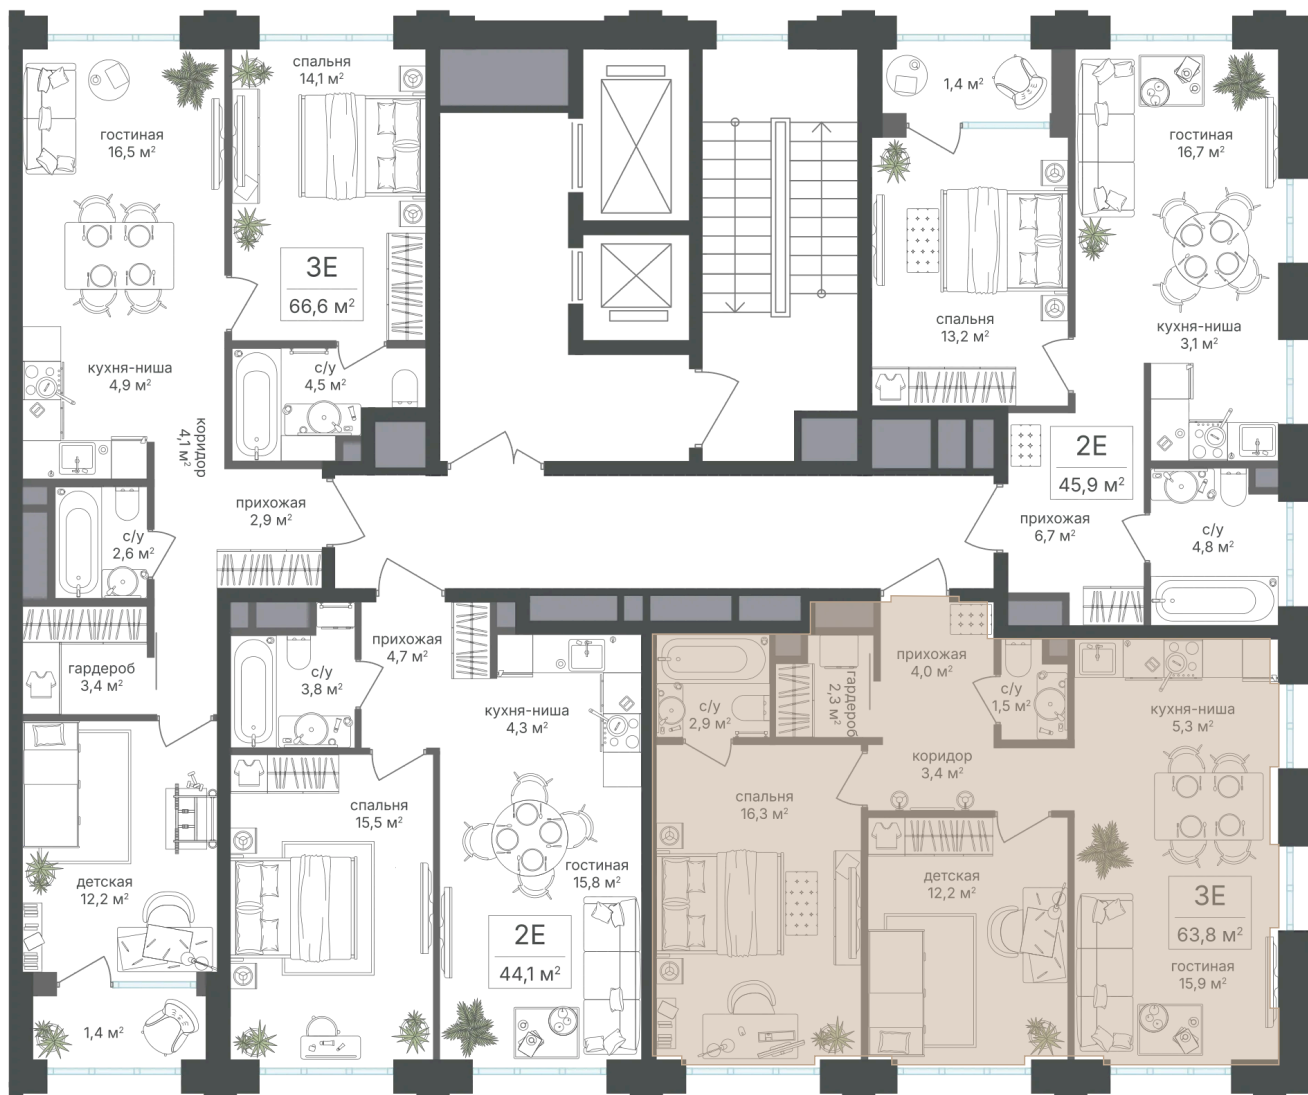 спальня
14,1 м²
гостиная
16,5 м²
3Е
66,6 м²
кухня-ниша
4,9 м²
с/у
4,5 м²
коридор
4,1 м²
прихожая
2,9 м²
с/у
2,6 м²
гардероб
3,4 м²
детская
12,2 м²
1,4 м²
1,4 м²
гостиная
16,7 м²
спальня
13,2 м²
кухня-ниша
3,1 м²
2Е
45,9 м²
прихожая
6,7 м²
с/у
4,8 м²
прихожая
4,7 м²
с/у
3,8 м²
кухня-ниша
4,3 м²
спальня
15,5 м²
гостиная
15,8 м²
2Е
44,1 м²
прихожая
4,0 м²
с/у
2,9 м²
гардероб
2,3 м²
с/у
1,5 м²
кухня-ниша
5,3 м²
коридор
3,4 м²
спальня
16,3 м²
детская
12,2 м²
3Е
63,8 м²
гостиная
15,9 м²